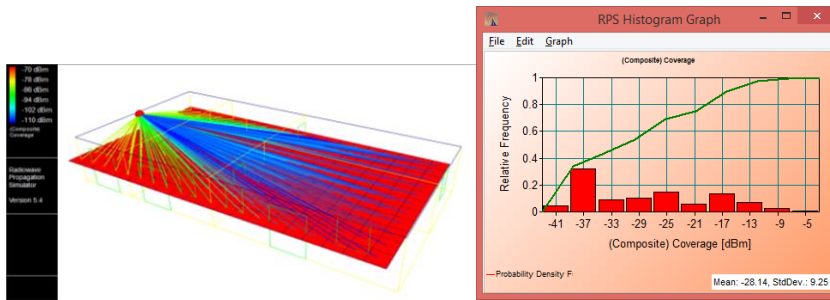 -70 dBm
-78 dBm
-86 dBm
-94 dBm
-102 dBm
-110 dBm
(Composite)
Coverage
Radiowave
Propagation
Simulator
Version 5.4
RPS Histogram Graph
File Edit Graph
(Composite) Coverage
Relative Frequency
1
0.8
0.6
0.4
0.2
0
-41 -37 -33 -29 -25 -21 -17 -13 -9 -5
(Composite) Coverage [dBm]
Probability Density F
Mean: -28.14, StdDev.: 9.25